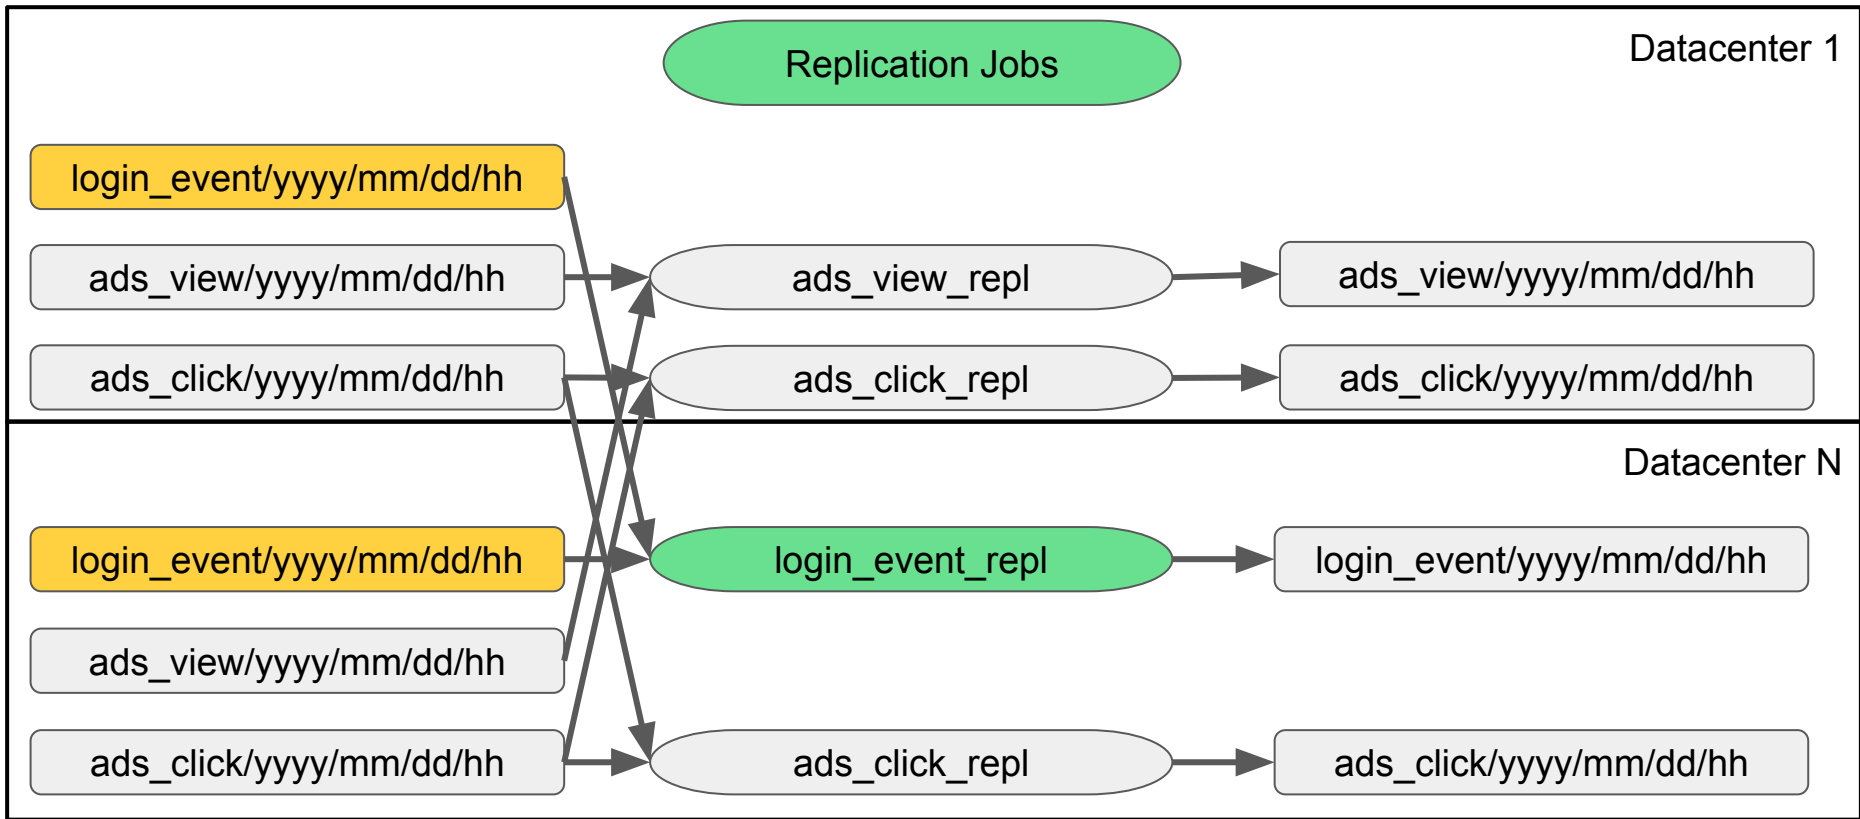 Replication Jobs
Datacenter 1
login_event/yyyy/mm/dd/hh
ads_view/yyyy/mm/dd/hh
ads_view_repl
ads_view/yyyy/mm/dd/hh
ads_click/yyyy/mm/dd/hh
ads_click_repl
ads_click/yyyy/mm/dd/hh
Datacenter N
login_event/yyyy/mm/dd/hh
login_event_repl
login_event/yyyy/mm/dd/hh
ads_view/yyyy/mm/dd/hh
ads_click/yyyy/mm/dd/hh
ads_click_repl
ads_click/yyyy/mm/dd/hh